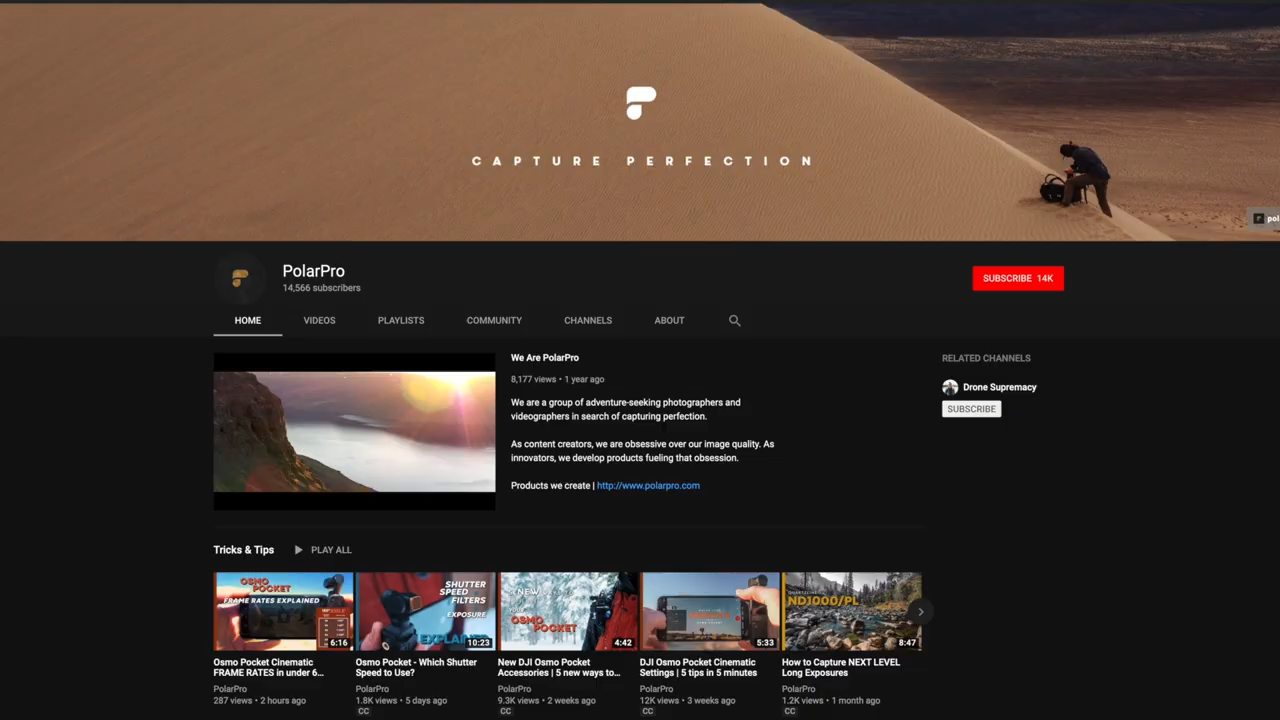 CAPTURE PERFECTION
pol
PolarPro
14,566 subscribers
SUBSCRIBE 14K
HOME VIDEOS PLAYLISTS COMMUNITY CHANNELS ABOUT
We Are PolarPro
8,177 views • 1 year ago
We are a group of adventure-seeking photographers and
videographers in search of capturing perfection.
As content creators, we are obsessive over our image quality. As
innovators, we develop products fueling that obsession.
Products we create | http://www.polarpro.com
RELATED CHANNELS
Drone Supremacy
SUBSCRIBE
Tricks & Tips PLAY ALL
OSMO
POCKET
FRAME RATES EXPLAINED
6:16
Osmo Pocket Cinematic
FRAME RATES in under 6...
PolarPro
287 views • 2 hours ago
SHUTTER
SPEED
FILTERS
EXPOSURE
EXPLAINED
10:23
Osmo Pocket - Which Shutter
Speed to Use?
PolarPro
1.8K views • 5 days ago
CC
NEW
OSMO
POCKET
4:42
New DJI Osmo Pocket
Accessories | 5 new ways to...
PolarPro
9.3K views • 2 weeks ago
CC
5:33
DJI Osmo Pocket Cinematic
Settings | 5 tips in 5 minutes
PolarPro
12K views • 3 weeks ago
CC
ND1000/PL
8:47
How to Capture NEXT LEVEL
Long Exposures
PolarPro
1.2K views • 1 month ago
CC